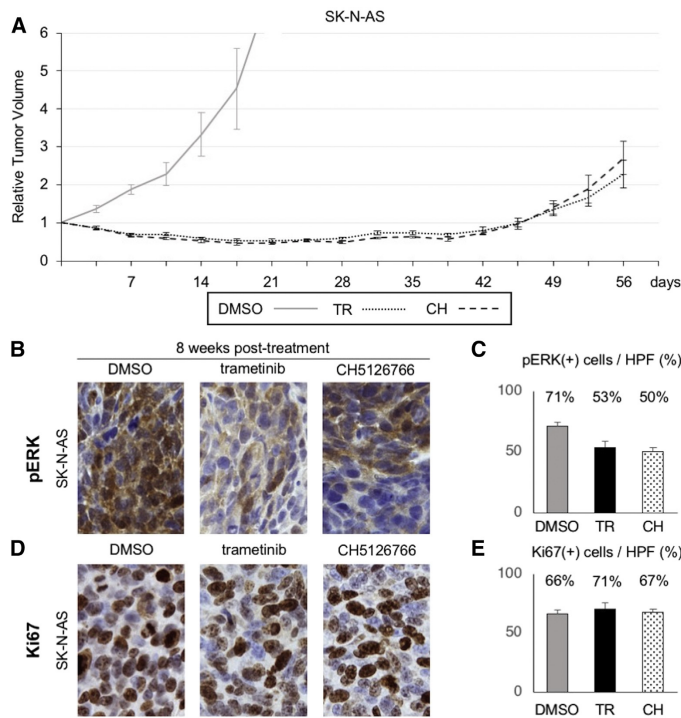 A
SK-N-AS
Relative Tumor Volume
6
5
4
3
2
1
0
7 14 21 28 35 42 49 56 days
DMSO TR CH
B
8 weeks post-treatment
DMSO trametinib CH5126766
pERK
SK-N-AS
C
pERK(+) cells / HPF (%)
100
50
0
71% 53% 50%
DMSO TR CH
D
DMSO trametinib CH5126766
Ki67
SK-N-AS
E
Ki67(+) cells / HPF (%)
100
50
0
66% 71% 67%
DMSO TR CH